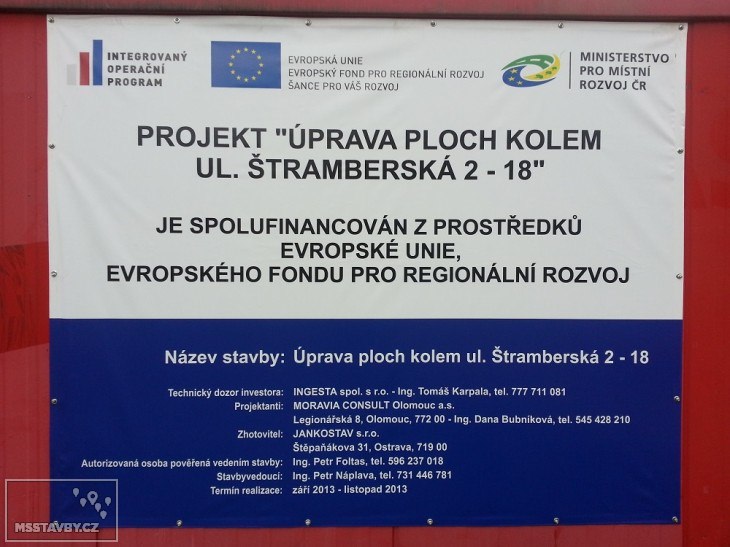 INTEGROVANÝ
OPERAČNÍ
PROGRAM
EVROPSKÁ UNIE
EVROPSKÝ FOND PRO REGIONÁLNÍ ROZVOJ
ŠANCE PRO VÁŠ ROZVOJ
MINISTERSTVO
PRO MÍSTNÍ
ROZVOJ ČR
PROJEKT "ÚPRAVA PLOCH KOLEM
UL. ŠTRAMBERSKÁ 2 - 18"
JE SPOLUFINANCOVÁN Z PROSTŘEDKŮ
EVROPSKÉ UNIE,
EVROPSKÉHO FONDU PRO REGIONÁLNÍ ROZVOJ
Název stavby: Úprava ploch kolem ul. Štramberská 2 - 18
Technický dozor investora: INGESTA spol. s r.o. - Ing. Tomáš Karpala, tel. 777 711 081
Projektanti: MORAVIA CONSULT Olomouc a.s.
Legionářská 8, Olomouc, 772 00 - Ing. Dana Bubníková, tel. 545 428 210
Zhotovitel: JANKOSTAV s.r.o.
Štěpaňákova 31, Ostrava, 719 00
Autorizovaná osoba pověřená vedením stavby: Ing. Petr Foltas, tel. 596 237 018
Stavbyvedoucí: Ing. Petr Náplava, tel. 731 446 781
Termín realizace: září 2013 - listopad 2013
MSSTAVBY.CZ